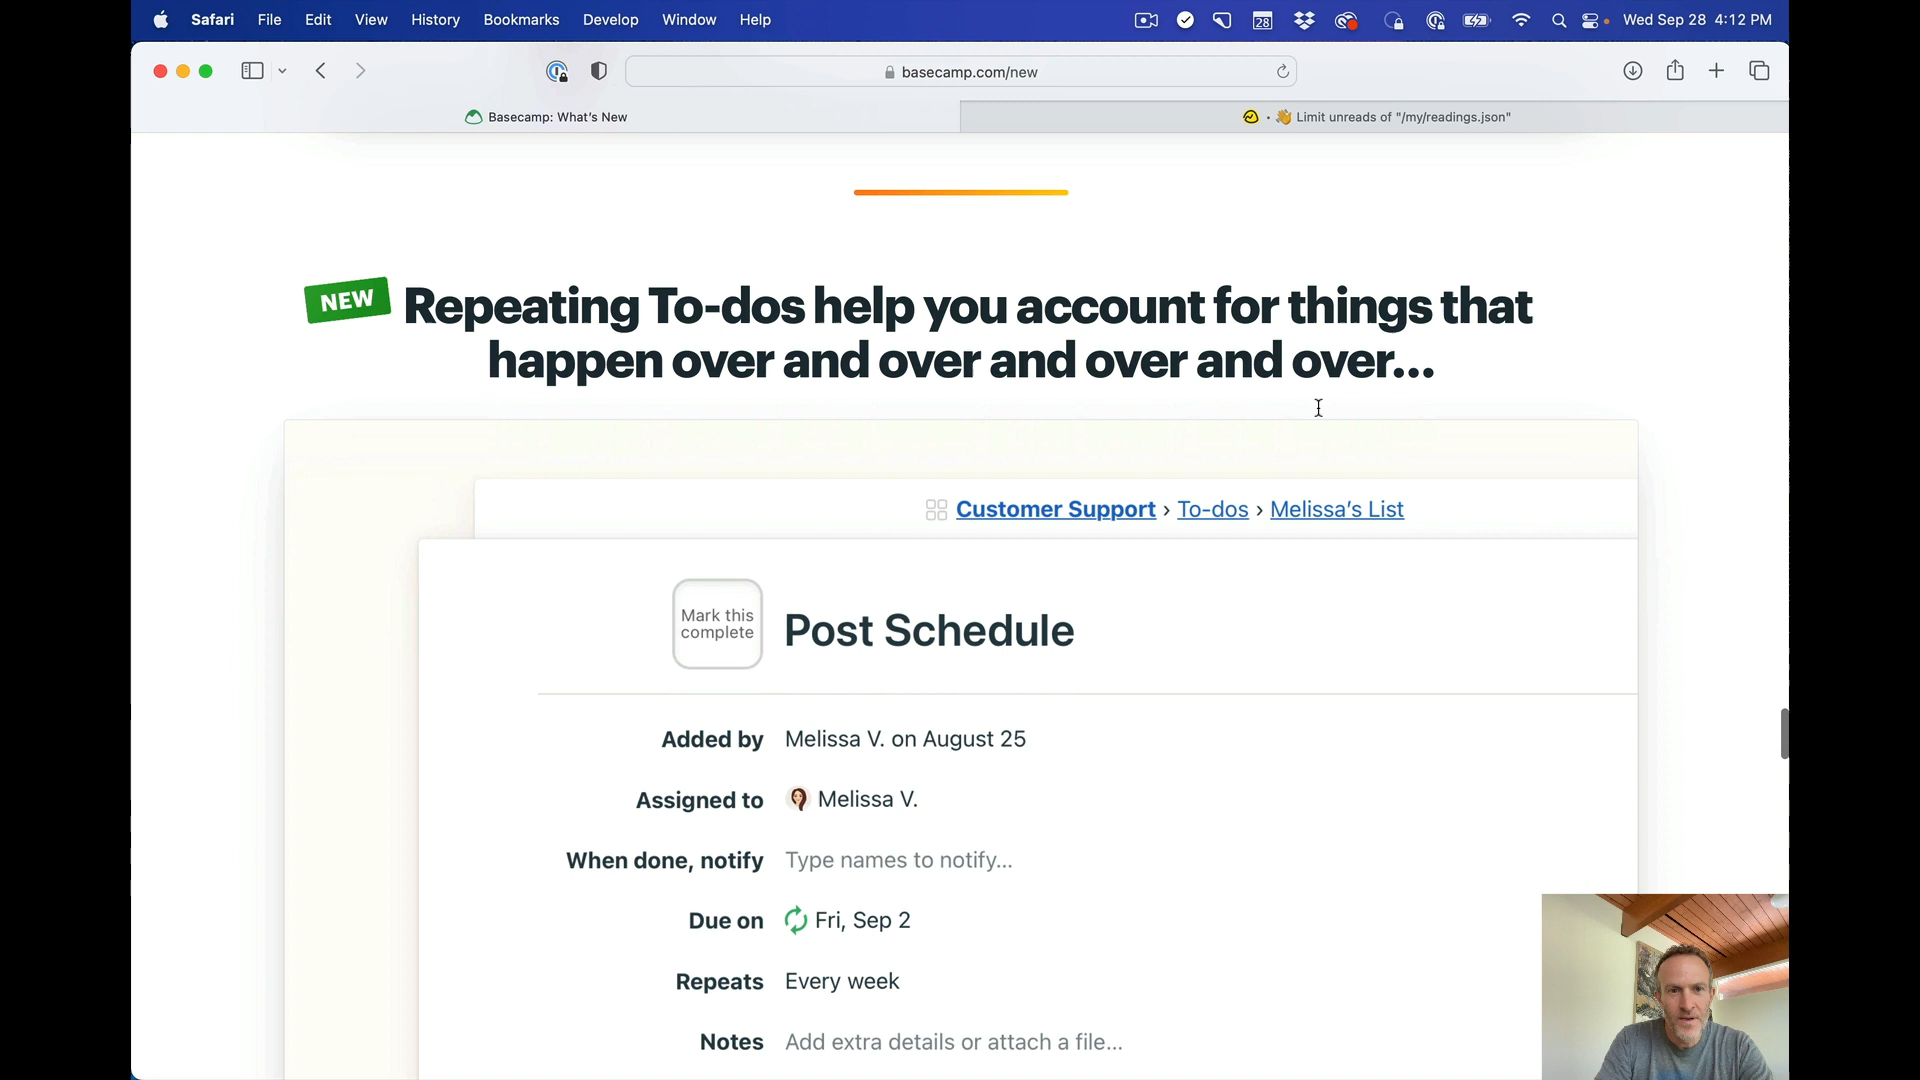 Safari File Edit View History Bookmarks Develop Window Help 28 Wed Sep 28 4:12 PM
basecamp.com/new
Basecamp: What's New
• 👋 Limit unreads of "/my/readings.json"
NEW Repeating To-dos help you account for things that
happen over and over and over and over...
Customer Support › To-dos › Melissa's List
Mark this
complete
Post Schedule
Added by Melissa V. on August 25
Assigned to Melissa V.
When done, notify Type names to notify...
Due on Fri, Sep 2
Repeats Every week
Notes Add extra details or attach a file...